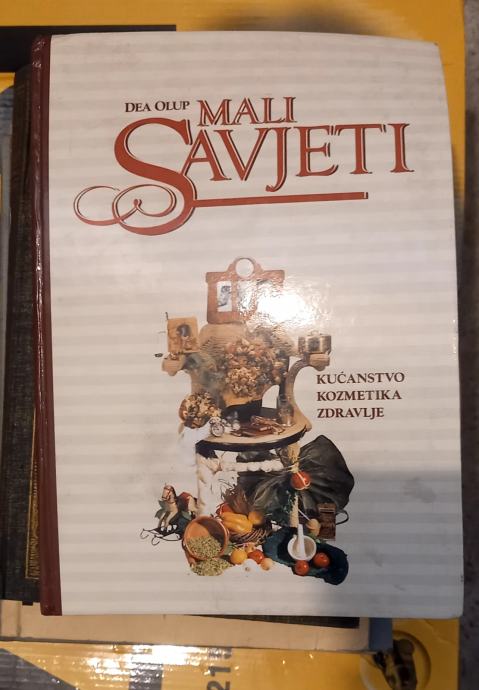 DEA OLUP MALI
SAVJETI
KUĆANSTVO
KOZMETIKA
ZDRAVLJE